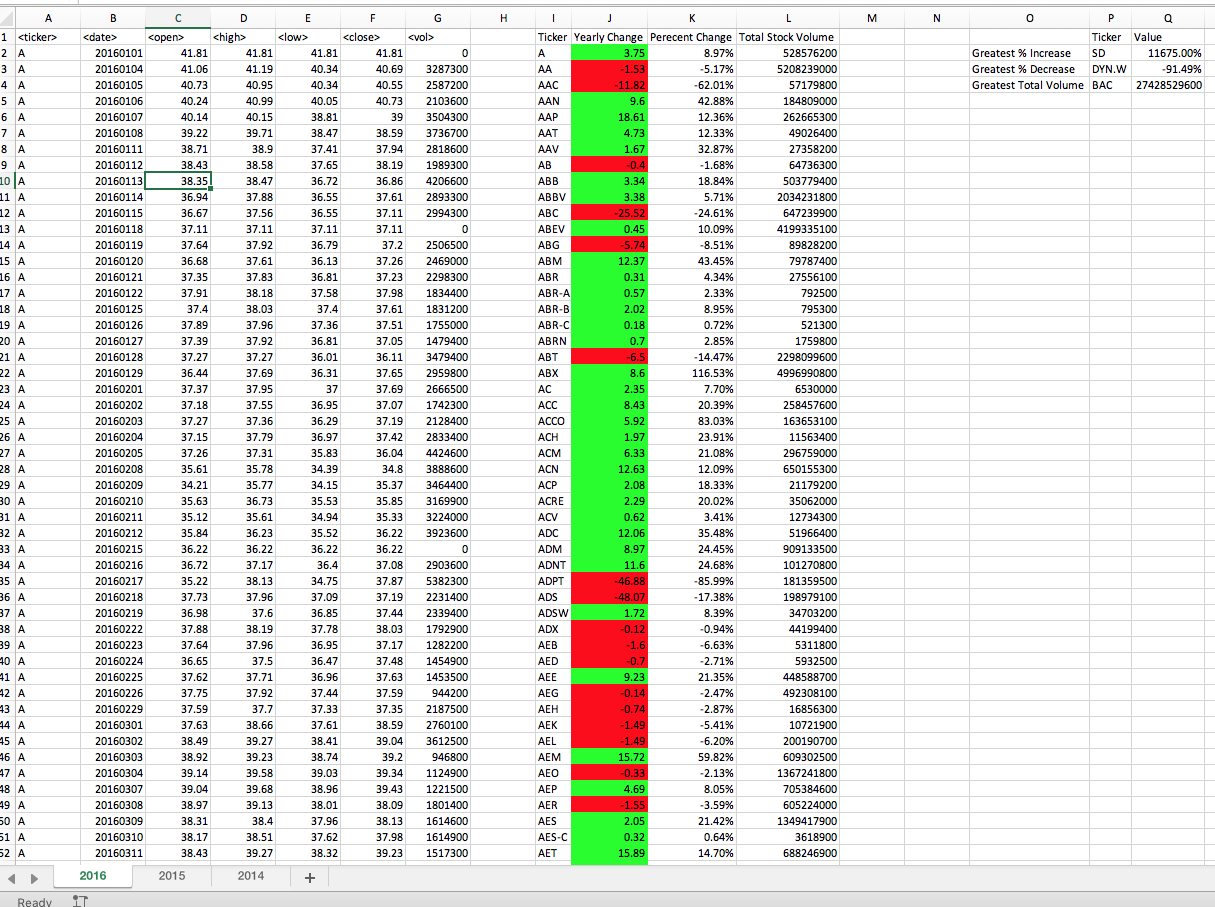 A B C D E F G H I J K L M N O P Q
1 <ticker> <date> <open> <high> <low> <close> <vol> Ticker Yearly Change Perecent Change Total Stock Volume Ticker Value
2 A 20160101 41.81 41.81 41.81 41.81 0 A 3.75 8.97% 528576200 Greatest % Increase SD 11675.00%
3 A 20160104 41.06 41.19 40.34 40.69 3287300 AA -1.53 -5.17% 5208239000 Greatest % Decrease DYN.W -91.49%
4 A 20160105 40.73 40.95 40.34 40.55 2587200 AAC -11.82 -62.01% 57179800 Greatest Total Volume BAC 27428529600
5 A 20160106 40.24 40.99 40.05 40.73 2103600 AAN 9.6 42.88% 184809000
6 A 20160107 40.14 40.15 38.81 39 3504300 AAP 18.61 12.36% 262665300
7 A 20160108 39.22 39.71 38.47 38.59 3736700 AAT 4.73 12.33% 49026400
8 A 20160111 38.71 38.9 37.41 37.94 2818600 AAV 1.67 32.87% 27358200
9 A 20160112 38.43 38.58 37.65 38.19 1989300 AB -0.4 -1.68% 64736300
10 A 20160113 38.35 38.47 36.72 36.86 4206600 ABB 3.34 18.84% 503779400
11 A 20160114 36.94 37.88 36.55 37.61 2893300 ABBV 3.38 5.71% 2034231800
12 A 20160115 36.67 37.56 36.55 37.11 2994300 ABC -25.52 -24.61% 647239900
13 A 20160118 37.11 37.11 37.11 37.11 0 ABEV 0.45 10.09% 4199335100
14 A 20160119 37.64 37.92 36.79 37.2 2506500 ABG -5.74 -8.51% 89828200
15 A 20160120 36.68 37.61 36.13 37.26 2469000 ABM 12.37 43.45% 79787400
16 A 20160121 37.35 37.83 36.81 37.23 2298300 ABR 0.31 4.34% 27556100
17 A 20160122 37.91 38.18 37.58 37.98 1834400 ABR-A 0.57 2.33% 792500
18 A 20160125 37.4 38.03 37.4 37.61 1831200 ABR-B 2.02 8.95% 795300
19 A 20160126 37.89 37.96 37.36 37.51 1755000 ABR-C 0.18 0.72% 521300
20 A 20160127 37.39 37.92 36.81 37.05 1479400 ABRN 0.7 2.85% 1759800
21 A 20160128 37.27 37.27 36.01 36.11 3479400 ABT -6.5 -14.47% 2298099600
22 A 20160129 36.44 37.69 36.31 37.65 2959800 ABX 8.6 116.53% 4996990800
23 A 20160201 37.37 37.95 37 37.69 2666500 AC 2.35 7.70% 6530000
24 A 20160202 37.18 37.55 36.95 37.07 1742300 ACC 8.43 20.39% 258457600
25 A 20160203 37.27 37.36 36.29 37.19 2128400 ACCO 5.92 83.03% 163653100
26 A 20160204 37.15 37.79 36.97 37.42 2833400 ACH 1.97 23.91% 11563400
27 A 20160205 37.26 37.31 35.83 36.04 4424600 ACM 6.33 21.08% 296759000
28 A 20160208 35.61 35.78 34.39 34.8 3888600 ACN 12.63 12.09% 650155300
29 A 20160209 34.21 35.77 34.15 35.37 3464400 ACP 2.08 18.33% 21179200
30 A 20160210 35.63 36.73 35.53 35.85 3169900 ACRE 2.29 20.02% 35062000
31 A 20160211 35.12 35.61 34.94 35.33 3224000 ACV 0.62 3.41% 12734300
32 A 20160212 35.84 36.23 35.52 36.22 3923600 ADC 12.06 35.48% 51966400
33 A 20160215 36.22 36.22 36.22 36.22 0 ADM 8.97 24.45% 909133500
34 A 20160216 36.72 37.17 36.4 37.08 2903600 ADNT 11.6 24.68% 101270800
35 A 20160217 35.22 38.13 34.75 37.87 5382300 ADPT -46.88 -85.99% 181359500
36 A 20160218 37.73 37.96 37.09 37.19 2231400 ADS -48.07 -17.38% 198979100
37 A 20160219 36.98 37.6 36.85 37.44 2339400 ADSW 1.72 8.39% 34703200
38 A 20160222 37.88 38.19 37.78 38.03 1792900 ADX -0.12 -0.94% 44199400
39 A 20160223 37.64 37.96 36.95 37.17 1282200 AEB -1.6 -6.63% 5311800
40 A 20160224 36.65 37.5 36.47 37.48 1454900 AED -0.7 -2.71% 5932500
41 A 20160225 37.62 37.71 36.96 37.63 1453500 AEE 9.23 21.35% 448588700
42 A 20160226 37.75 37.92 37.44 37.59 944200 AEG -0.14 -2.47% 492308100
43 A 20160229 37.59 37.7 37.33 37.35 2187500 AEH -0.74 -2.87% 16856300
44 A 20160301 37.63 38.66 37.61 38.59 2760100 AEK -1.49 -5.41% 10721900
45 A 20160302 38.49 39.27 38.41 39.04 3612500 AEL -1.49 -6.20% 200190700
46 A 20160303 38.92 39.23 38.74 39.2 946800 AEM 15.72 59.82% 609302500
47 A 20160304 39.14 39.58 39.03 39.34 1124900 AEO -0.33 -2.13% 1367241800
48 A 20160307 39.04 39.68 38.96 39.43 1221500 AEP 4.69 8.05% 705384600
49 A 20160308 38.97 39.13 38.01 38.09 1801400 AER -1.55 -3.59% 605224000
50 A 20160309 38.31 38.4 37.96 38.13 1614600 AES 2.05 21.42% 1349417900
51 A 20160310 38.17 38.51 37.62 37.98 1614900 AES-C 0.32 0.64% 3618900
52 A 20160311 38.43 39.27 38.32 39.23 1517300 AET 15.89 14.70% 688246900
2016 2015 2014 +
Ready